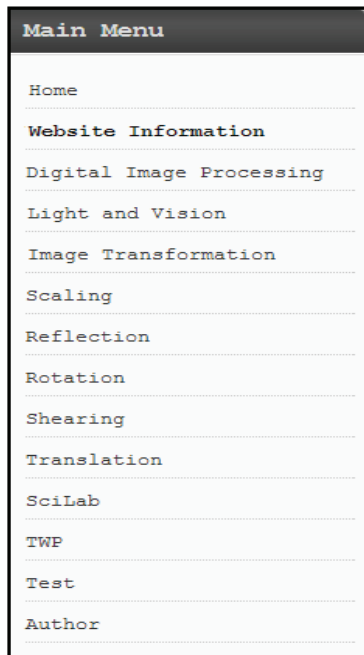 Main Menu
Home
Website Information
Digital Image Processing
Light and Vision
Image Transformation
Scaling
Reflection
Rotation
Shearing
Translation
SciLab
TWP
Test
Author